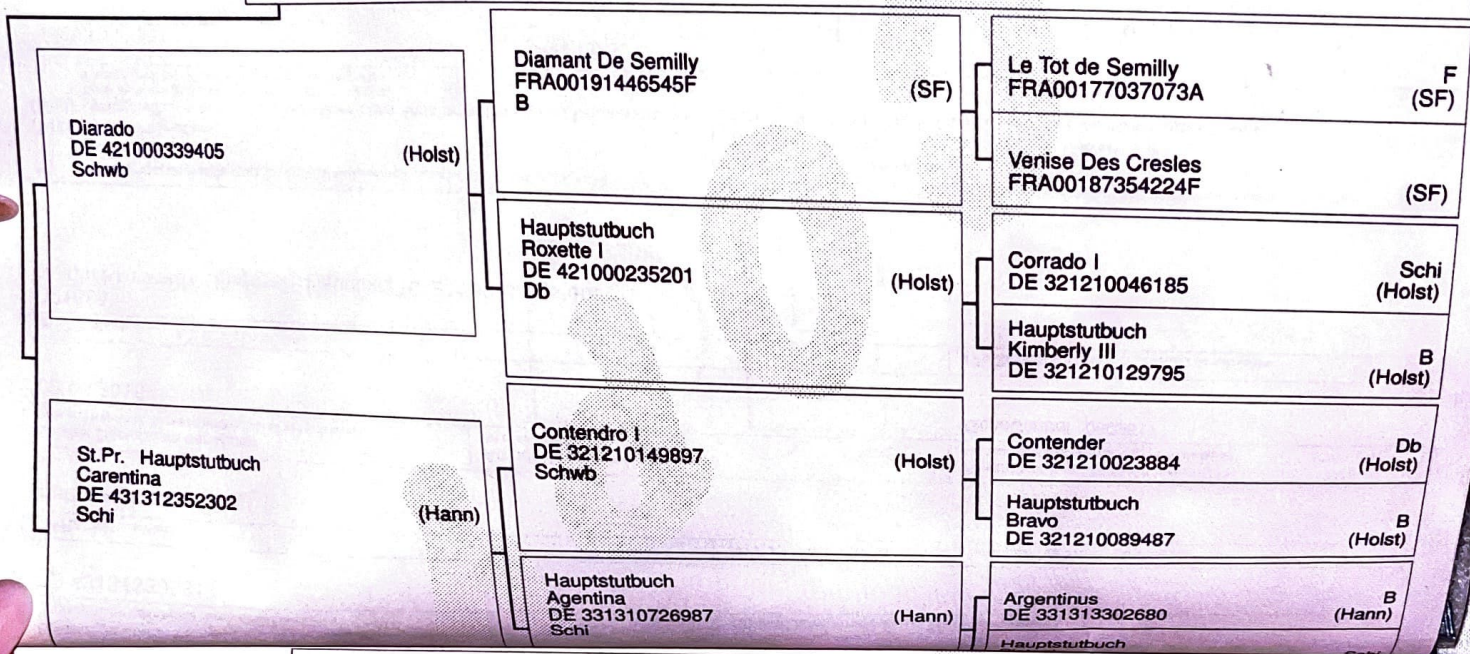 Diarado
DE 421000339405 (Holst)
Schwb
St.Pr. Hauptstutbuch
Carentina
DE 431312352302
Schi (Hann)
Diamant De Semilly
FRA00191446545F (SF)
B
Hauptstutbuch
Roxette I
DE 421000235201 (Holst)
Db
Contendro I
DE 321210149897 (Holst)
Schwb
Hauptstutbuch
Agentina
DE 331310726987 (Hann)
Schi
Le Tot de Semilly F
FRA00177037073A (SF)
Venise Des Cresles
FRA00187354224F (SF)
Corrado I Schi
DE 321210046185 (Holst)
Hauptstutbuch
Kimberly III B
DE 321210129795 (Holst)
Contender Db
DE 321210023884 (Holst)
Hauptstutbuch
Bravo B
DE 321210089487 (Holst)
Argentinus B
DE 331313302680 (Hann)
Hauptstutbuch